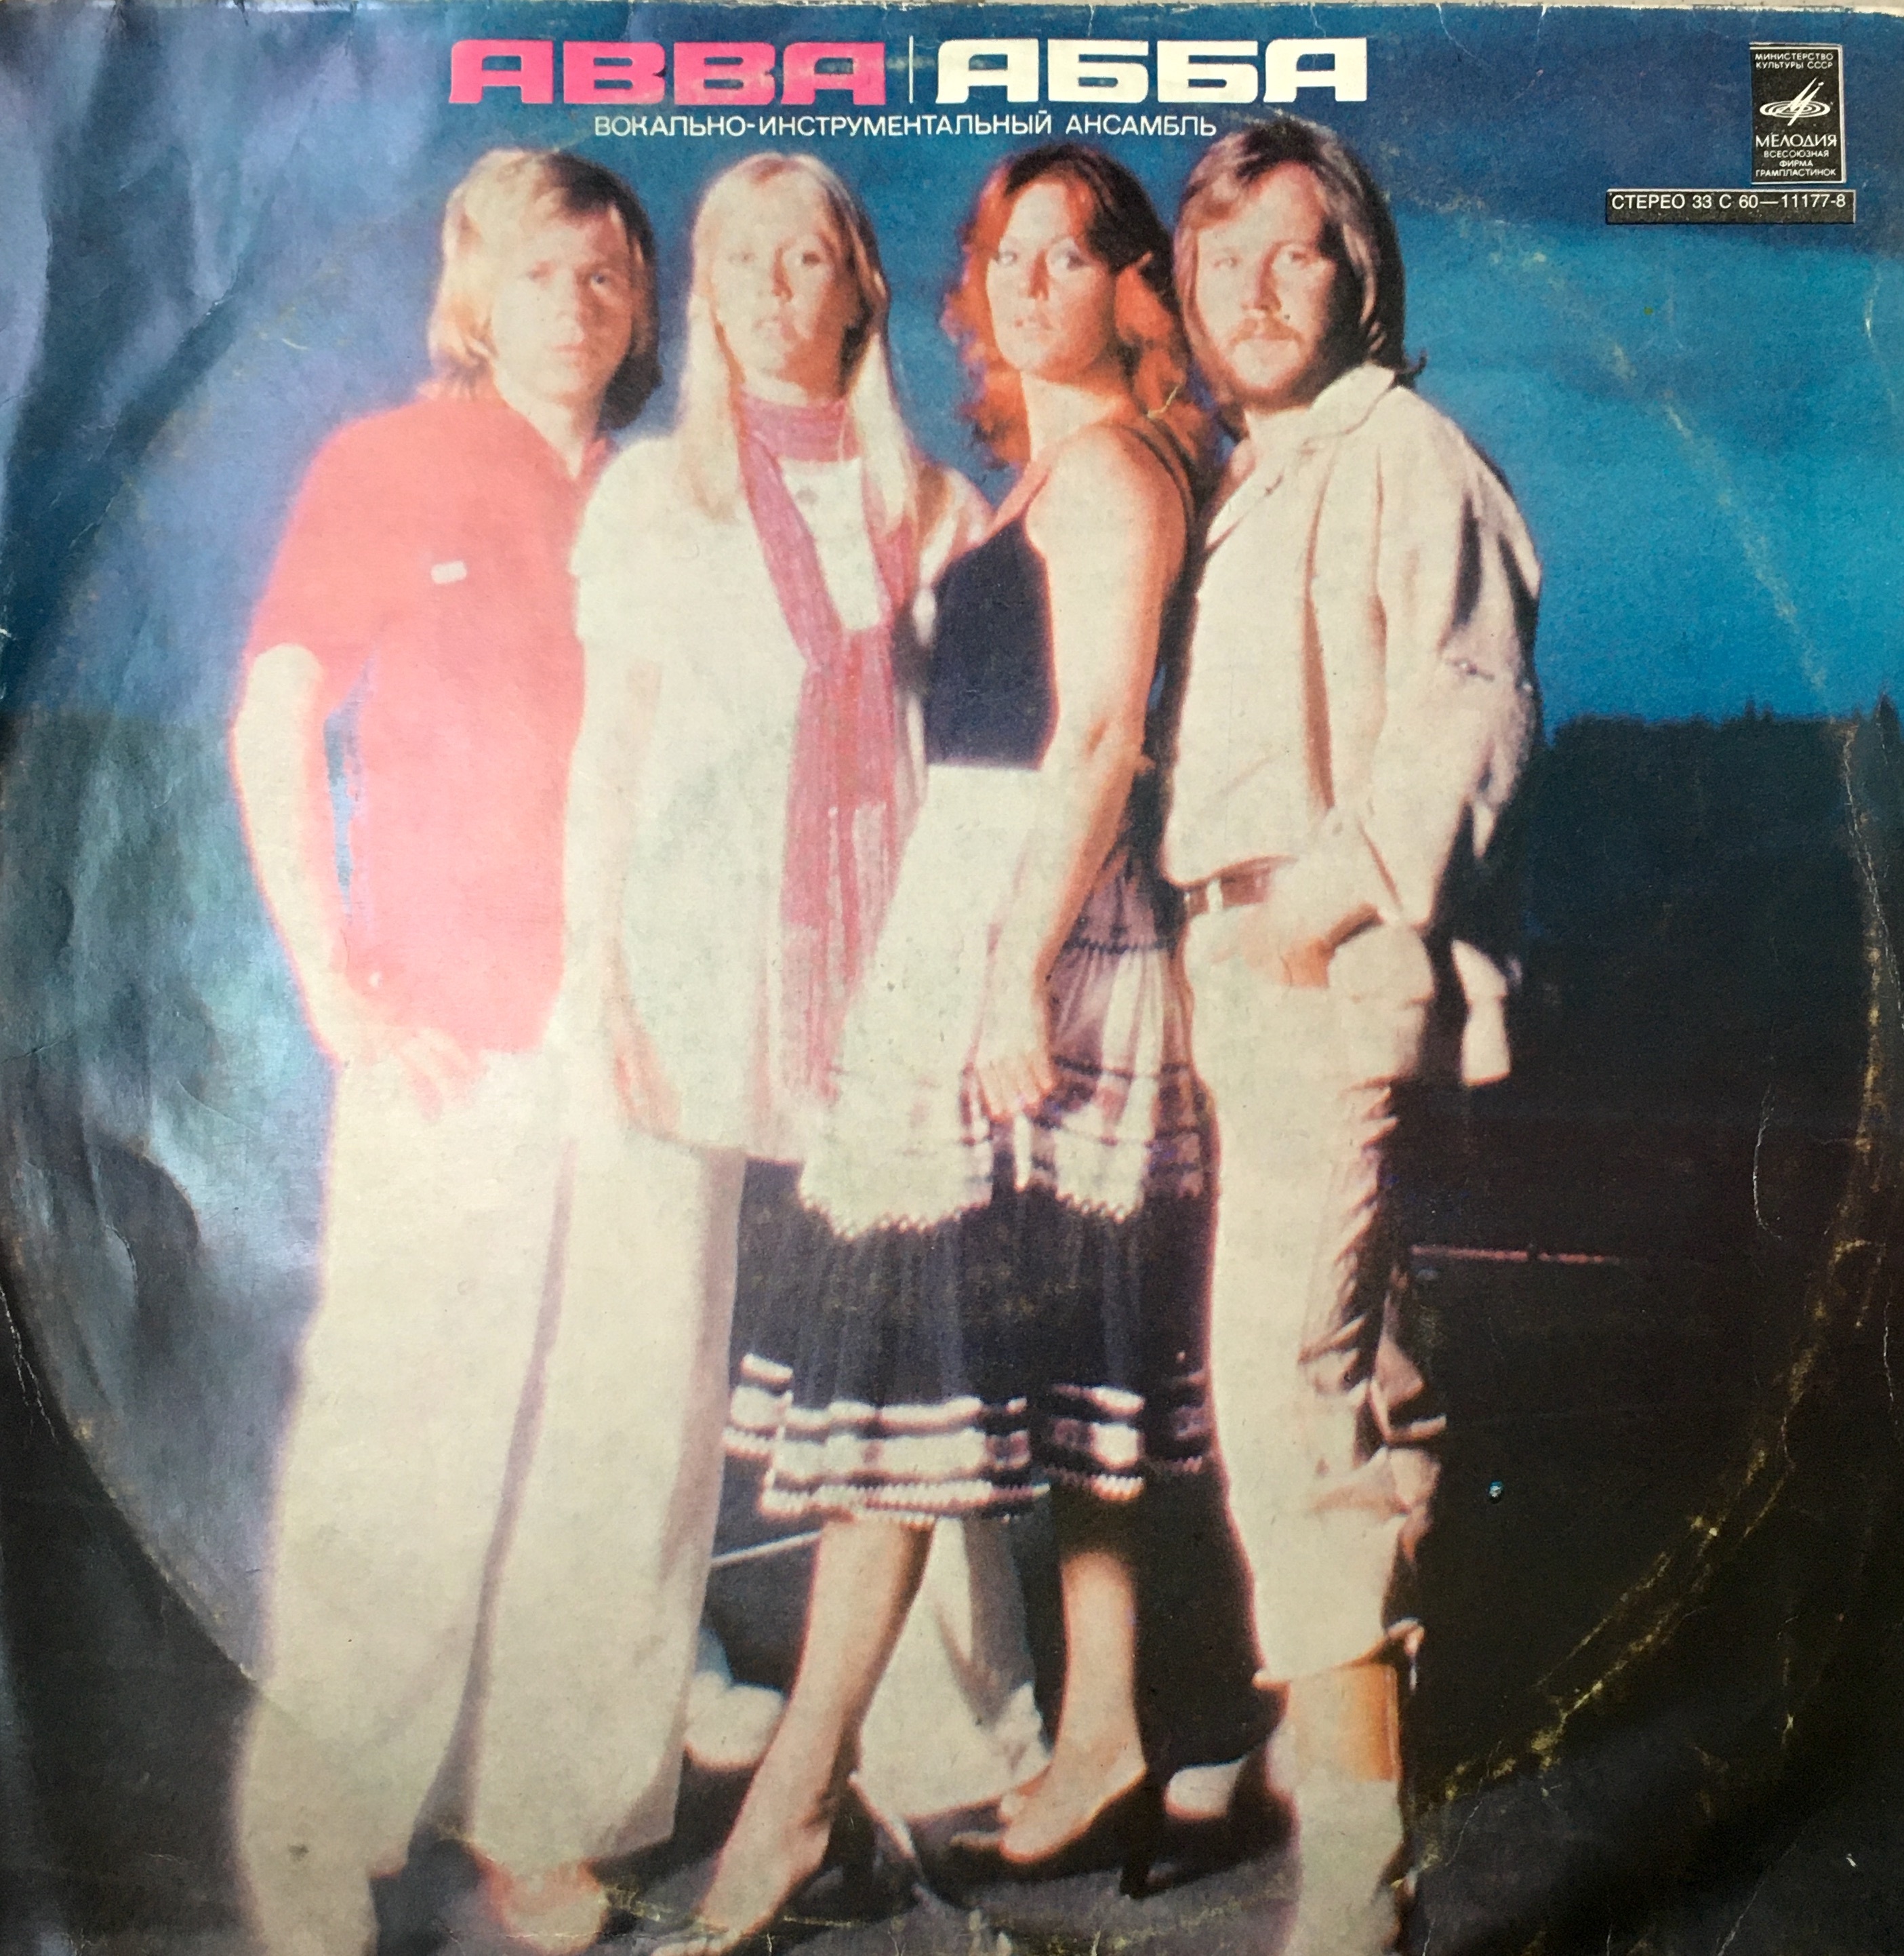 ABBA | АББА
ВОКАЛЬНО-ИНСТРУМЕНТАЛЬНЫЙ АНСАМБЛЬ
МИНИСТЕРСТВО
КУЛЬТУРЫ СССР
МЕЛОДИЯ
ВСЕСОЮЗНАЯ
ФИРМА
ГРАМПЛАСТИНОК
СТЕРЕО 33 С 60—11177-8